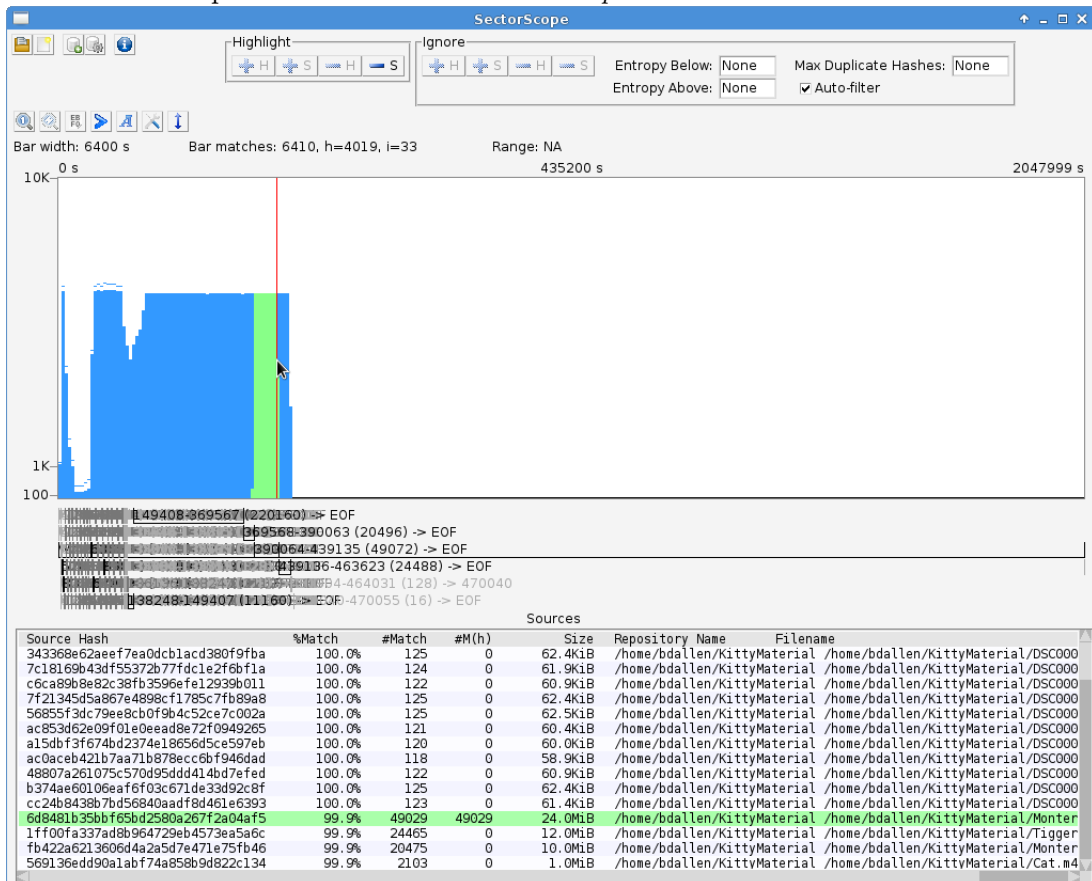 SectorScope
Highlight
Ignore
H S H S
H S H S
Entropy Below: None
Max Duplicate Hashes: None
Entropy Above: None
Auto-filter
Bar width: 6400 s Bar matches: 6410, h=4019, i=33 Range: NA
0 s 435200 s 2047999 s
10K
1K
100
149408-369567 (220160) -> EOF
369568-390063 (20496) -> EOF
390064-439135 (49072) -> EOF
439136-463623 (24488) -> EOF
464031 (128) -> 470040
138248-149407 (11160) -> EOF 470055 (16) -> EOF
Sources
Source Hash %Match #Match #M(h) Size Repository Name Filename
343368e62aeef7ea0dcb1acd380f9fba 100.0% 125 0 62.4KiB /home/bdallen/KittyMaterial /home/bdallen/KittyMaterial/DSC000
7c18169b43df55372b77fdc1e2f6bf1a 100.0% 124 0 61.9KiB /home/bdallen/KittyMaterial /home/bdallen/KittyMaterial/DSC000
c6ca89b8e82c38fb3596efe12939b011 100.0% 122 0 60.9KiB /home/bdallen/KittyMaterial /home/bdallen/KittyMaterial/DSC000
7f21345d5a867e4898cf1785c7fb89a8 100.0% 125 0 62.4KiB /home/bdallen/KittyMaterial /home/bdallen/KittyMaterial/DSC000
56855f3dc79ee8cb0f9b4c52ce7c002a 100.0% 125 0 62.5KiB /home/bdallen/KittyMaterial /home/bdallen/KittyMaterial/DSC000
ac853d62e09f01e0eead8e72f0949265 100.0% 121 0 60.4KiB /home/bdallen/KittyMaterial /home/bdallen/KittyMaterial/DSC000
a15dbf3f674bd2374e18656d5ce597eb 100.0% 120 0 60.0KiB /home/bdallen/KittyMaterial /home/bdallen/KittyMaterial/DSC000
ac0aceb421b7aa71b878ecc6bf946dad 100.0% 118 0 58.9KiB /home/bdallen/KittyMaterial /home/bdallen/KittyMaterial/DSC000
48807a261075c570d95ddd414bd7efed 100.0% 122 0 60.9KiB /home/bdallen/KittyMaterial /home/bdallen/KittyMaterial/DSC000
b374ae60106eaf6f03c671de33d92c8f 100.0% 122 0 60.9KiB /home/bdallen/KittyMaterial /home/bdallen/KittyMaterial/DSC000
cc24b8438b7bd56840aadf8d461e6393 100.0% 123 0 61.4KiB /home/bdallen/KittyMaterial /home/bdallen/KittyMaterial/DSC000
6d8481b35bbf65bd2580a267f2a04af5 99.9% 49029 49029 24.0MiB /home/bdallen/KittyMaterial /home/bdallen/KittyMaterial/Monter
1ff00fa337ad8b964729eb4573ea5a6c 99.9% 24465 0 12.0MiB /home/bdallen/KittyMaterial /home/bdallen/KittyMaterial/Tigger
fb422a6213606d4a2a5d7e471e75fb46 99.9% 20475 0 10.0MiB /home/bdallen/KittyMaterial /home/bdallen/KittyMaterial/Monter
569136edd90a1abf74a858b9d822c134 99.9% 2103 0 1.0MiB /home/bdallen/KittyMaterial /home/bdallen/KittyMaterial/Cat.m4